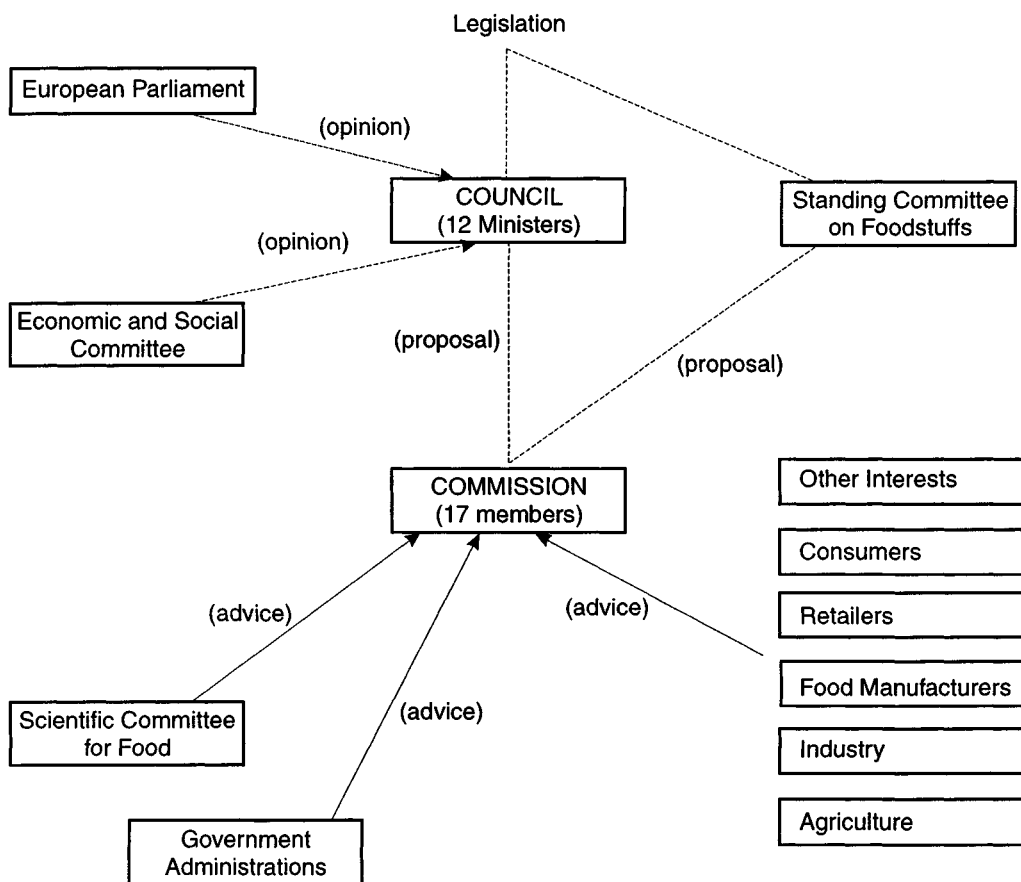 Legislation
European Parliament
(opinion)
COUNCIL
(12 Ministers)
Standing Committee
on Foodstuffs
(opinion)
Economic and Social
Committee
(proposal)
(proposal)
COMMISSION
(17 members)
Other Interests
Consumers
(advice)
(advice)
Retailers
Food Manufacturers
Scientific Committee
for Food
(advice)
Industry
Agriculture
Government
Administrations